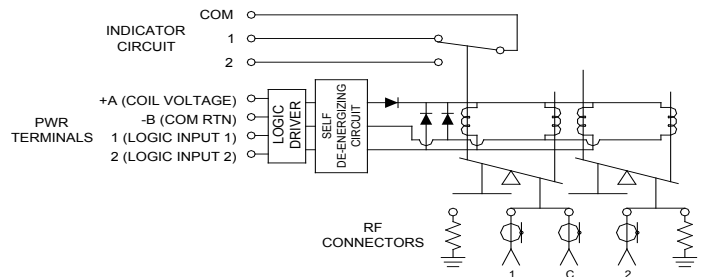 COM
INDICATOR
CIRCUIT
1
2
+A (COIL VOLTAGE)
-B (COM RTN)
1 (LOGIC INPUT 1)
2 (LOGIC INPUT 2)
PWR
TERMINALS
LOGIC
DRIVER
SELF
DE-ENERGIZING
CIRCUIT
RF
CONNECTORS
1
C
2